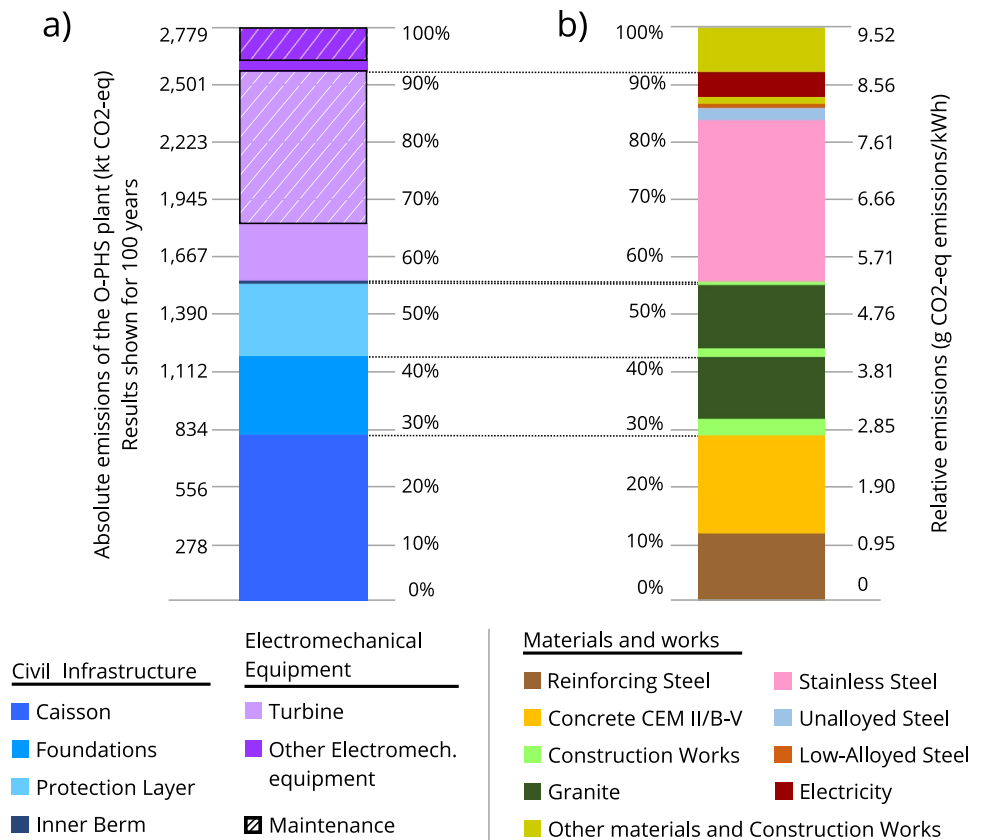 a)
Absolute emissions of the O-PHS plant (kt CO2-eq)
Results shown for 100 years
2,779
2,501
2,223
1,945
1,667
1,390
1,112
834
556
278
100%
90%
80%
70%
60%
50%
40%
30%
20%
10%
0%
b)
100%
90%
80%
70%
60%
50%
40%
30%
20%
10%
0%
9.52
8.56
7.61
6.66
5.71
4.76
3.81
2.85
1.90
0.95
0
Relative emissions (g CO2-eq emissions/kWh)
Civil Infrastructure
Caisson
Foundations
Protection Layer
Inner Berm
Electromechanical
Equipment
Turbine
Other Electromech.
equipment
Maintenance
Materials and works
Reinforcing Steel
Concrete CEM II/B-V
Construction Works
Granite
Stainless Steel
Unalloyed Steel
Low-Alloyed Steel
Electricity
Other materials and Construction Works